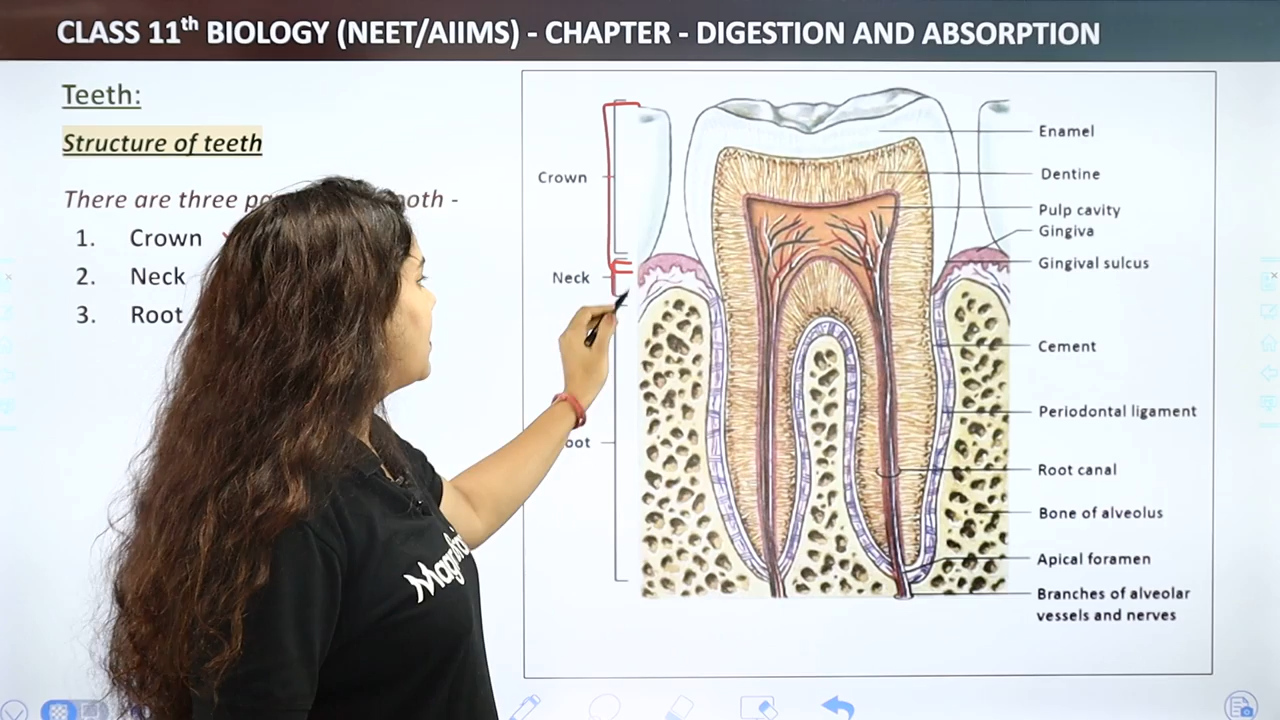 CLASS 11th BIOLOGY (NEET/AIIMS) - CHAPTER - DIGESTION AND ABSORPTION
Teeth:
Structure of teeth
There are three
1. Crown
2. Neck
3. Root
Crown
Neck
Enamel
Dentine
Pulp cavity
Gingiva
Gingival sulcus
Cement
Periodontal ligament
Root canal
Bone of alveolus
Apical foramen
Branches of alveolar
vessels and nerves